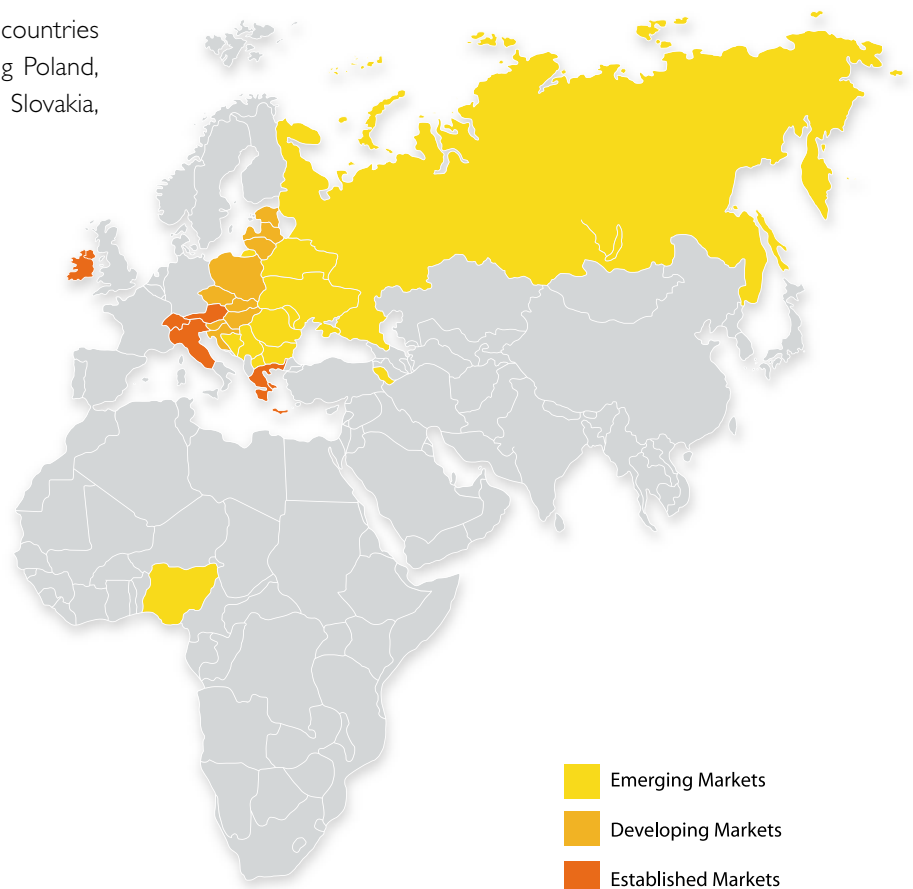 countries
g Poland,
Slovakia,
Emerging Markets
Developing Markets
Established Markets